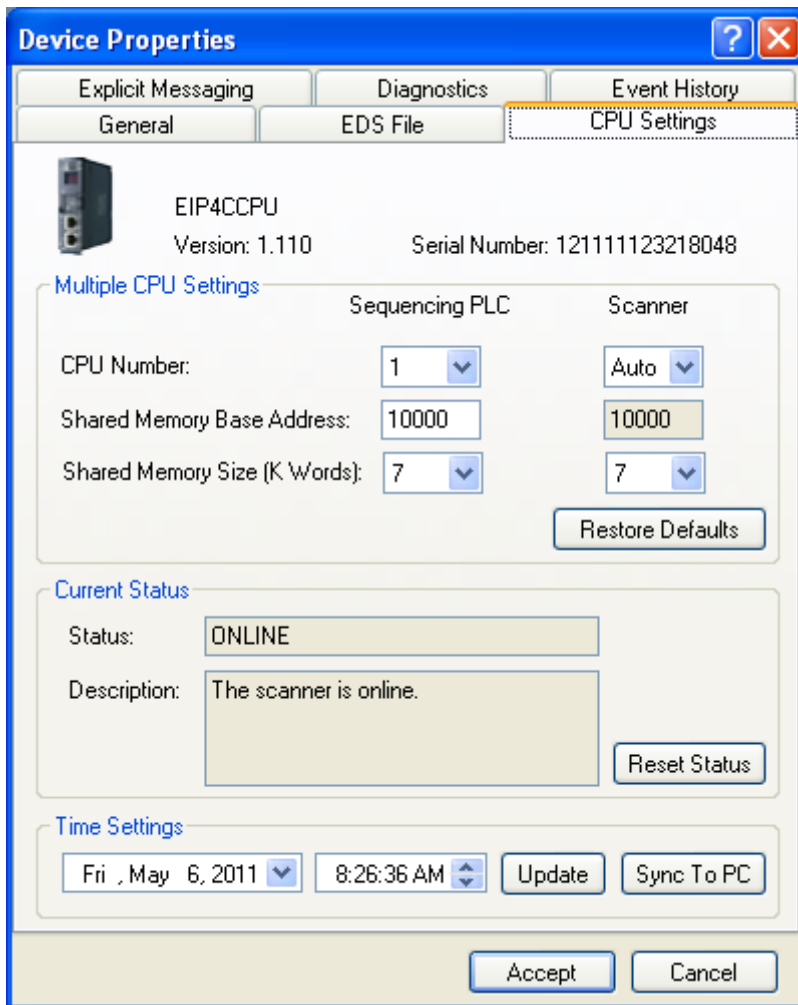 Device Properties
Explicit Messaging Diagnostics Event History
General EDS File CPU Settings
EIP4CCPU
Version: 1.110 Serial Number: 121111123218048
Multiple CPU Settings
Sequencing PLC Scanner
CPU Number: 1 Auto
Shared Memory Base Address: 10000 10000
Shared Memory Size (K Words): 7 7
Restore Defaults
Current Status
Status: ONLINE
Description: The scanner is online.
Reset Status
Time Settings
Fri , May 6, 2011 8:26:36 AM Update Sync To PC
Accept Cancel